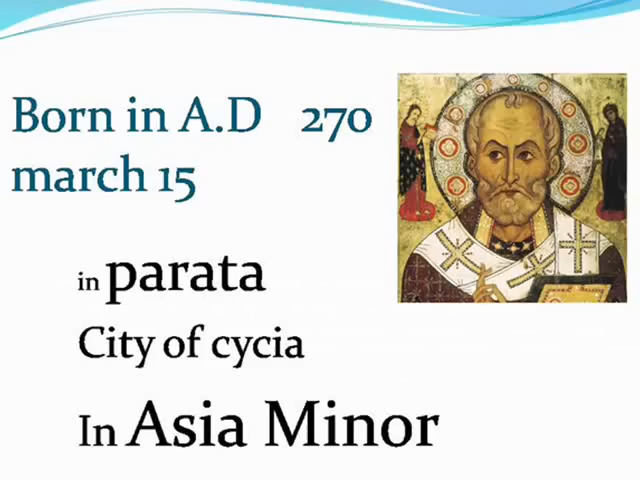 Born in A.D 270
march 15
in parata
City of cycia
In Asia Minor